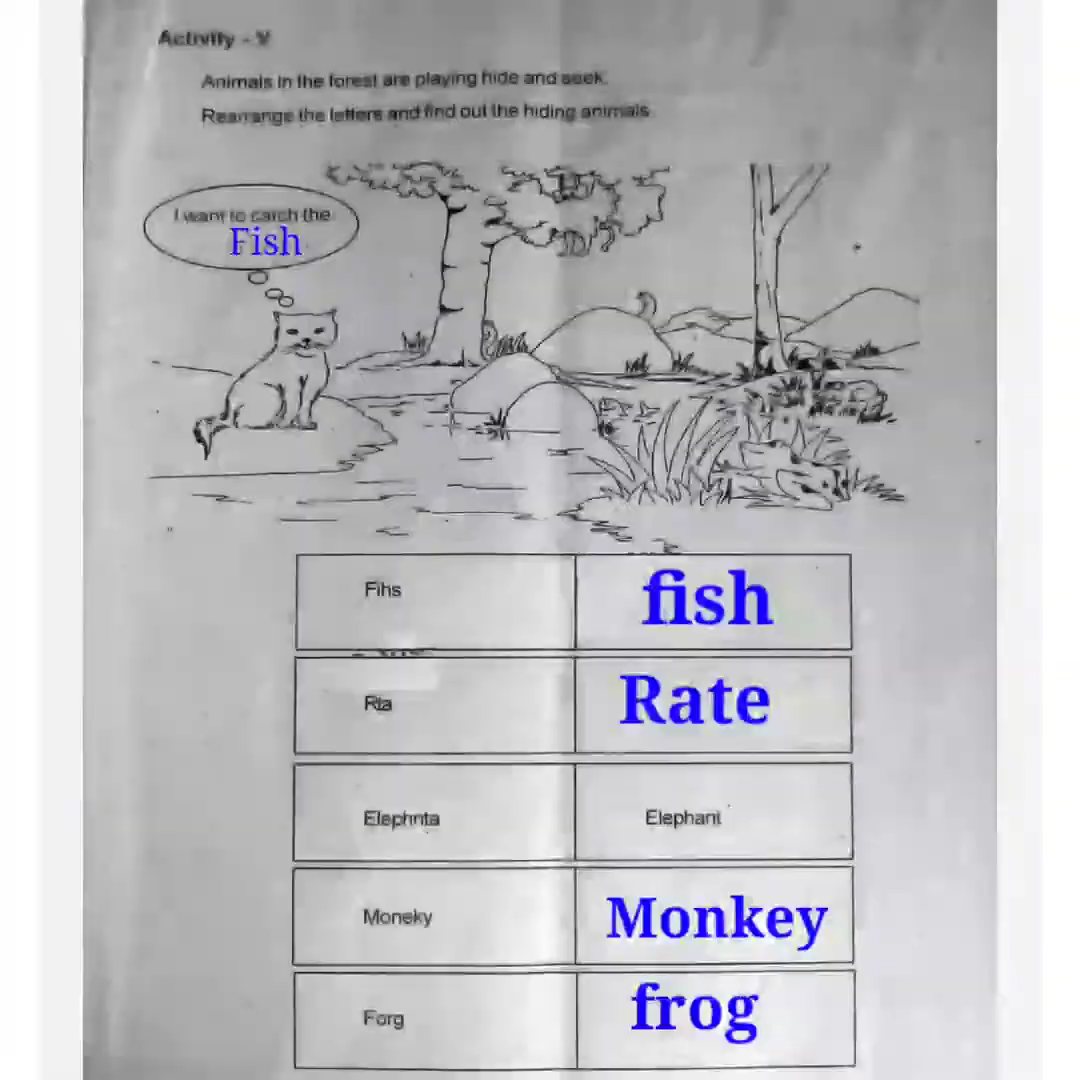 Activity - V
Animals in the forest are playing hide and seek.
Rearrange the letters and find out the hiding animals.
I want to catch the
Fish
Fihs
fish
Rta
Rate
Elephnta
Elephant
Moneky
Monkey
Forg
frog